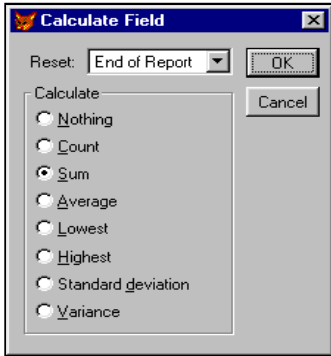 Calculate Field
Reset: End of Report
OK
Calculate
Cancel
Nothing
Count
Sum
Average
Lowest
Highest
Standard deviation
Variance